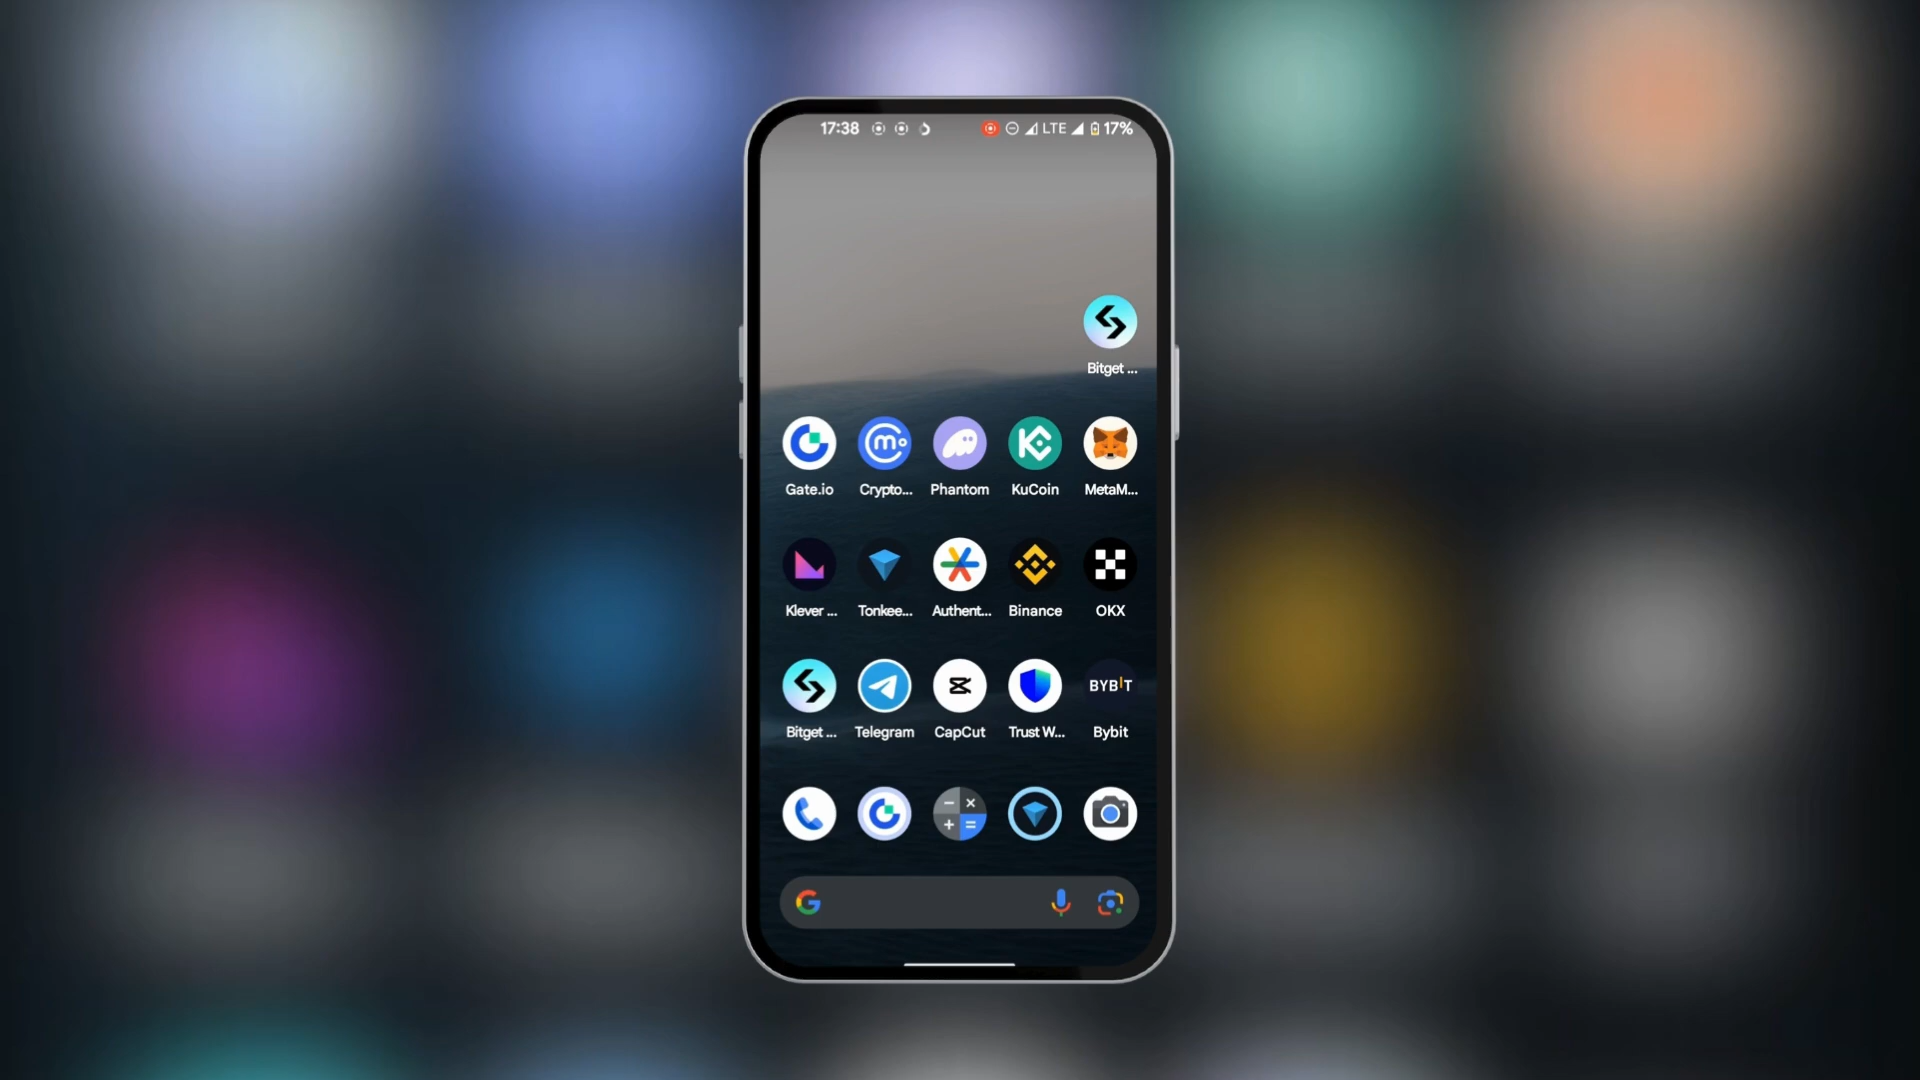 17:38 LTE 17%
Bitget ...
Gate.io Crypto... Phantom KuCoin MetaM...
Klever ... Tonkee... Authent... Binance OKX
BYBIT
Bitget ... Telegram CapCut Trust W... Bybit